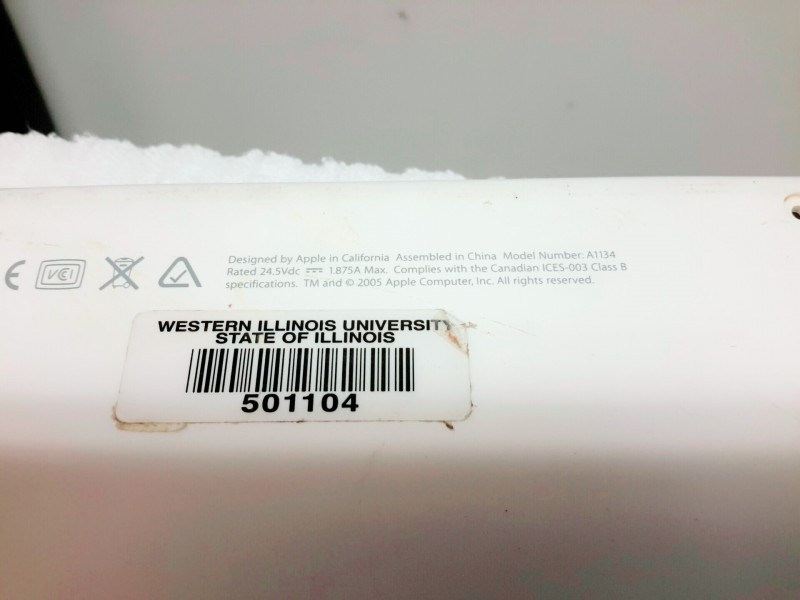 CE VCI Designed by Apple in California Assembled in China Model Number: A1134
Rated 24.5Vdc ⎓ 1.875A Max. Complies with the Canadian ICES-003 Class B
specifications. TM and © 2005 Apple Computer, Inc. All rights reserved.
WESTERN ILLINOIS UNIVERSITY
STATE OF ILLINOIS
501104